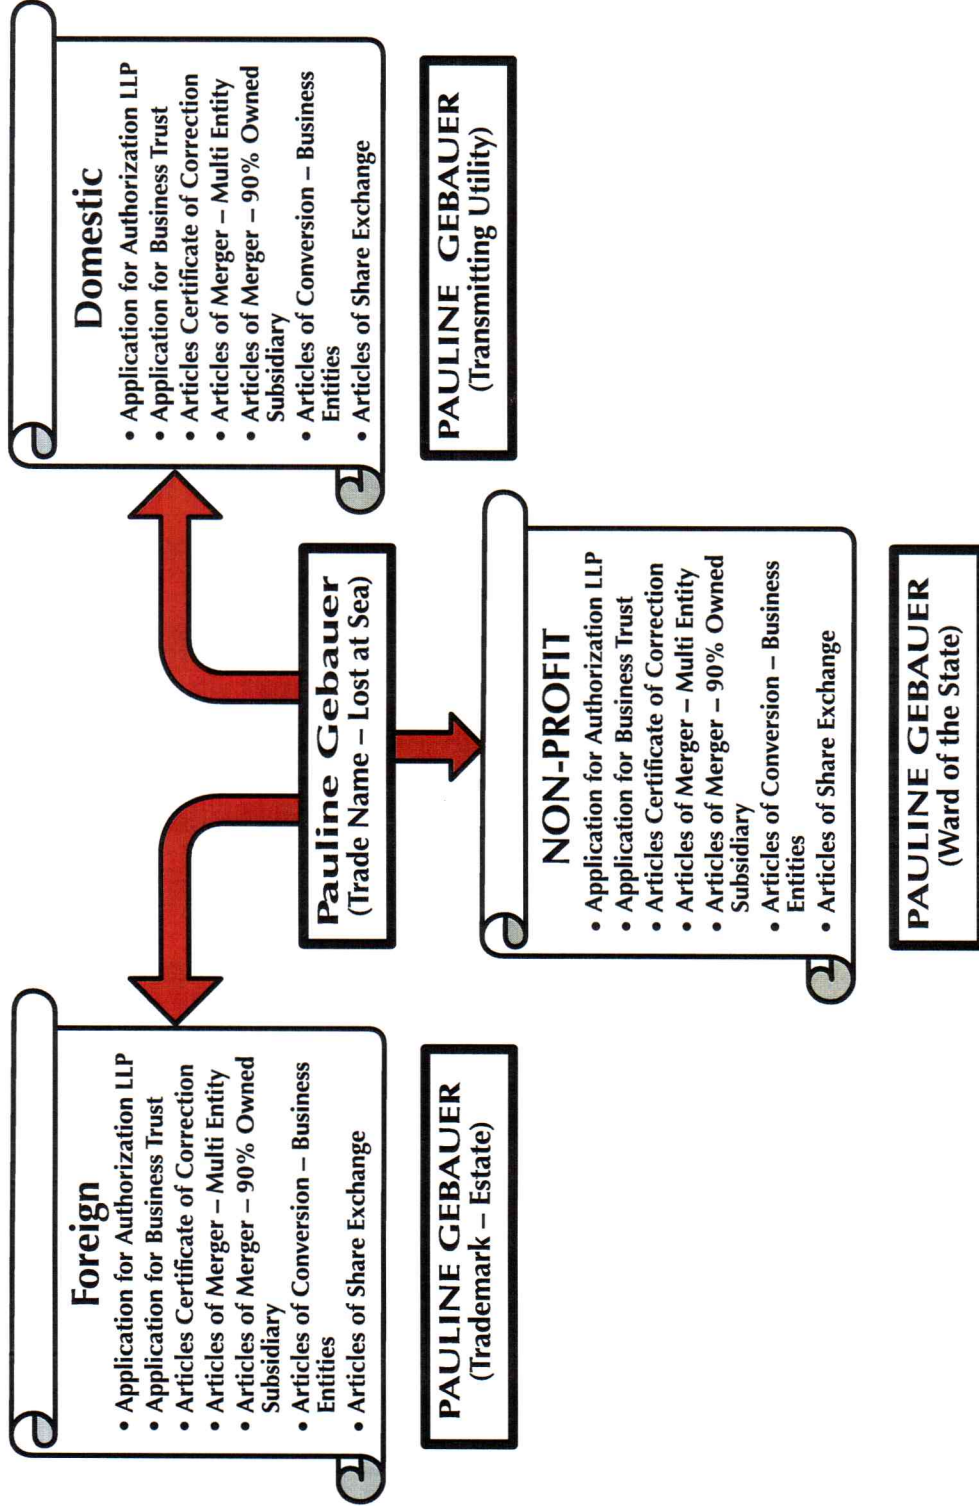 Foreign
• Application for Authorization LLP
• Application for Business Trust
• Articles Certificate of Correction
• Articles of Merger – Multi Entity
• Articles of Merger – 90% Owned
Subsidiary
• Articles of Conversion – Business
Entities
• Articles of Share Exchange
PAULINE GEBAUER
(Trademark – Estate)
Pauline Gebauer
(Trade Name – Lost at Sea)
NON-PROFIT
• Application for Authorization LLP
• Application for Business Trust
• Articles Certificate of Correction
• Articles of Merger – Multi Entity
• Articles of Merger – 90% Owned
Subsidiary
• Articles of Conversion – Business
Entities
• Articles of Share Exchange
PAULINE GEBAUER
(Ward of the State)
Domestic
• Application for Authorization LLP
• Application for Business Trust
• Articles Certificate of Correction
• Articles of Merger – Multi Entity
• Articles of Merger – 90% Owned
Subsidiary
• Articles of Conversion – Business
Entities
• Articles of Share Exchange
PAULINE GEBAUER
(Transmitting Utility)